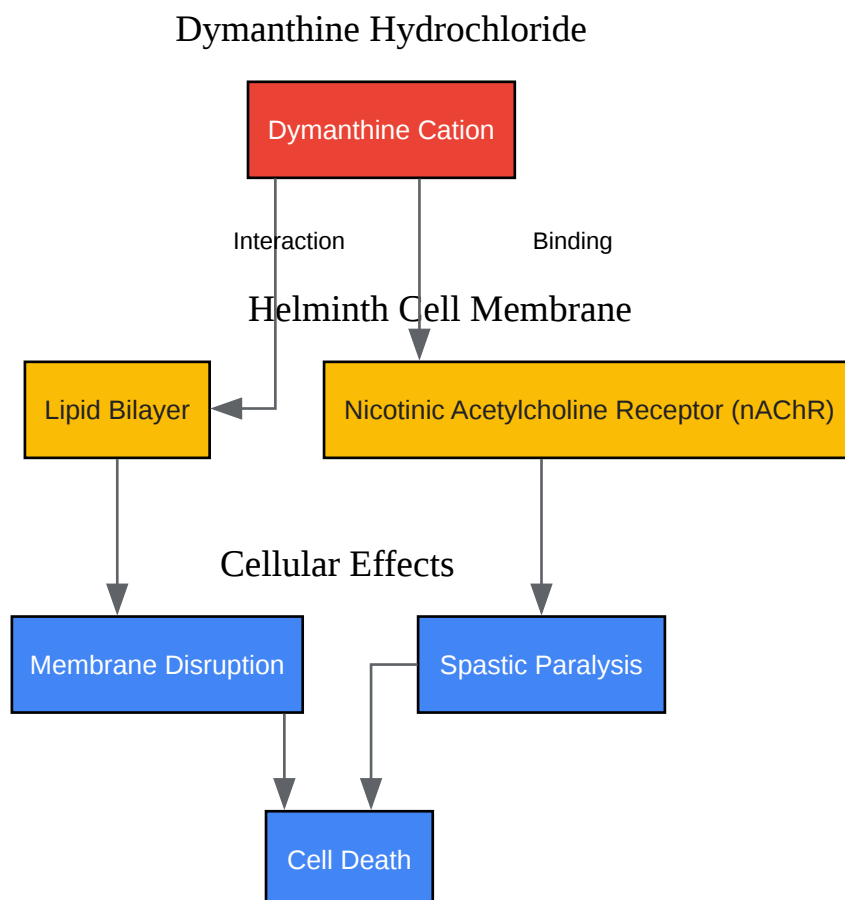 Dymanthine Hydrochloride
Dymanthine Cation
Interaction
Binding
Helminth Cell Membrane
Lipid Bilayer
Nicotinic Acetylcholine Receptor (nAChR)
Cellular Effects
Membrane Disruption
Spastic Paralysis
Cell Death